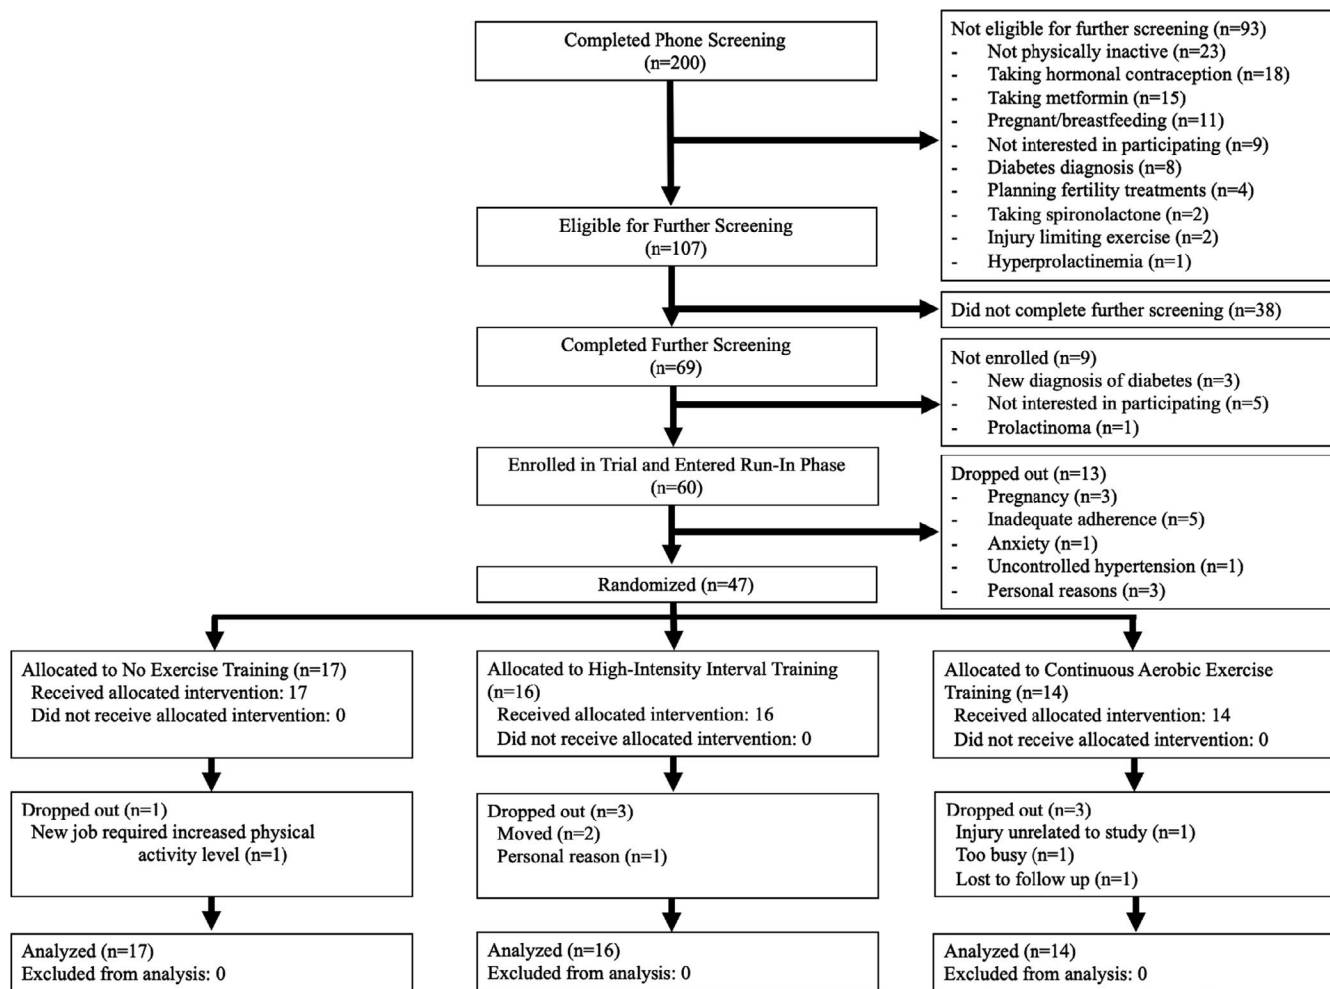 Completed Phone Screening
(n=200)
Not eligible for further screening (n=93)
- Not physically inactive (n=23)
- Taking hormonal contraception (n=18)
- Taking metformin (n=15)
- Pregnant/breastfeeding (n=11)
- Not interested in participating (n=9)
- Diabetes diagnosis (n=8)
- Planning fertility treatments (n=4)
- Taking spironolactone (n=2)
- Injury limiting exercise (n=2)
- Hyperprolactinemia (n=1)
Eligible for Further Screening
(n=107)
Did not complete further screening (n=38)
Completed Further Screening
(n=69)
Not enrolled (n=9)
- New diagnosis of diabetes (n=3)
- Not interested in participating (n=5)
- Prolactinoma (n=1)
Enrolled in Trial and Entered Run-In Phase
(n=60)
Dropped out (n=13)
- Pregnancy (n=3)
- Inadequate adherence (n=5)
- Anxiety (n=1)
- Uncontrolled hypertension (n=1)
- Personal reasons (n=3)
Randomized (n=47)
Allocated to No Exercise Training (n=17)
Received allocated intervention: 17
Did not receive allocated intervention: 0
Allocated to High-Intensity Interval Training
(n=16)
Received allocated intervention: 16
Did not receive allocated intervention: 0
Allocated to Continuous Aerobic Exercise
Training (n=14)
Received allocated intervention: 14
Did not receive allocated intervention: 0
Dropped out (n=1)
New job required increased physical
activity level (n=1)
Dropped out (n=3)
Moved (n=2)
Personal reason (n=1)
Dropped out (n=3)
Injury unrelated to study (n=1)
Too busy (n=1)
Lost to follow up (n=1)
Analyzed (n=17)
Excluded from analysis: 0
Analyzed (n=16)
Excluded from analysis: 0
Analyzed (n=14)
Excluded from analysis: 0